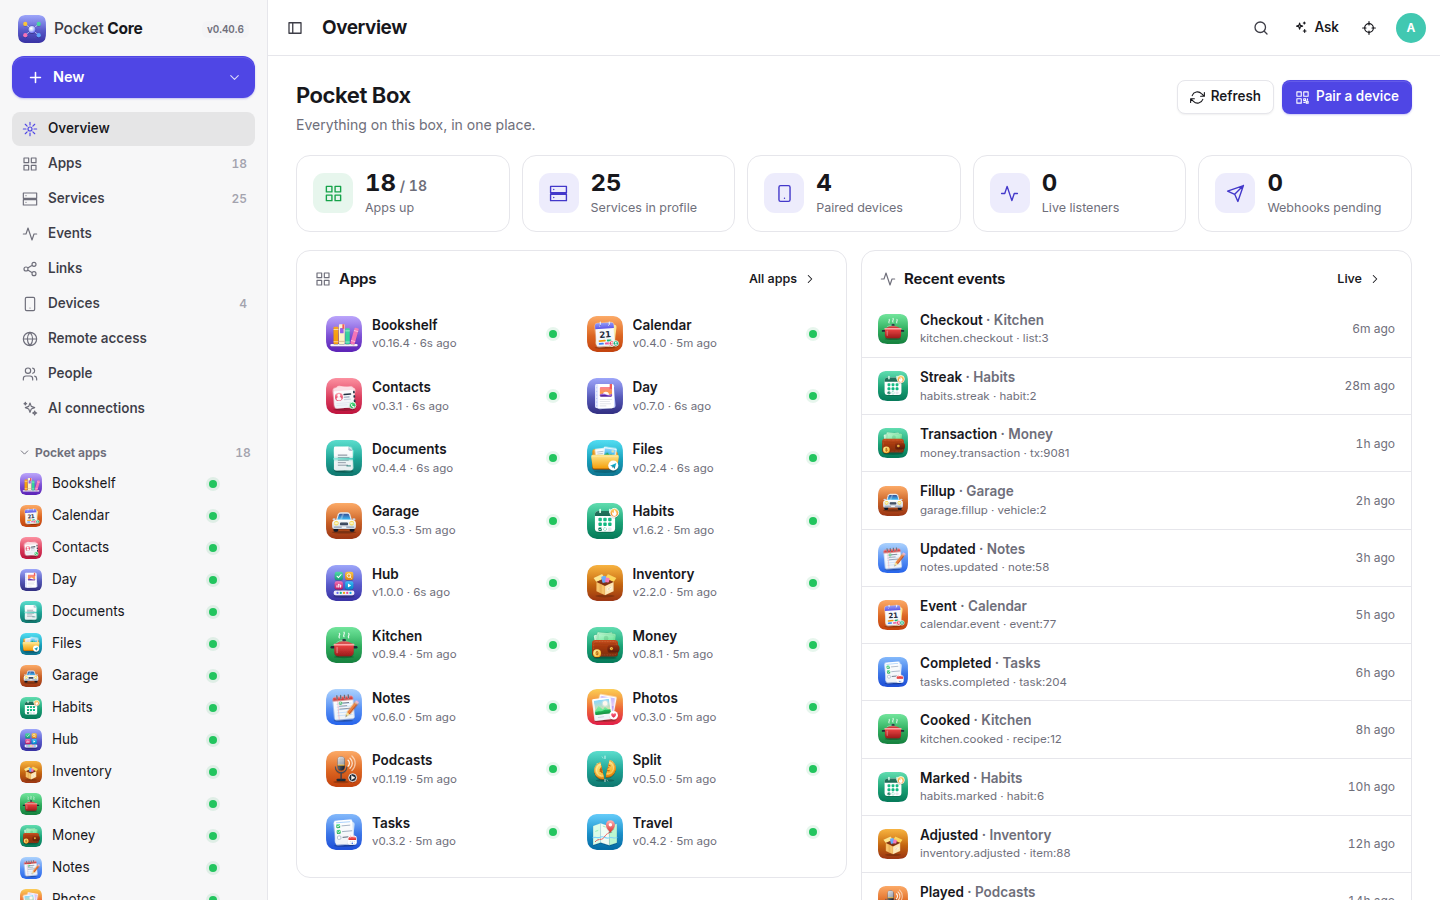 Pocket Core
v0.40.6
New
Overview
Apps 18
Services 25
Events
Links
Devices 4
Remote access
People
AI connections
Pocket apps 18
Bookshelf
Calendar
Contacts
Day
Documents
Files
Garage
Habits
Hub
Inventory
Kitchen
Money
Notes
Photos
Overview
Ask
A
Pocket Box
Everything on this box, in one place.
Refresh
Pair a device
18 / 18
Apps up
25
Services in profile
4
Paired devices
0
Live listeners
0
Webhooks pending
Apps
All apps
Bookshelf
v0.16.4 · 6s ago
Calendar
v0.4.0 · 5m ago
Contacts
v0.3.1 · 6s ago
Day
v0.7.0 · 6s ago
Documents
v0.4.4 · 6s ago
Files
v0.2.4 · 6s ago
Garage
v0.5.3 · 5m ago
Habits
v1.6.2 · 5m ago
Hub
v1.0.0 · 6s ago
Inventory
v2.2.0 · 5m ago
Kitchen
v0.9.4 · 5m ago
Money
v0.8.1 · 5m ago
Notes
v0.6.0 · 5m ago
Photos
v0.3.0 · 5m ago
Podcasts
v0.1.19 · 5m ago
Split
v0.5.0 · 5m ago
Tasks
v0.3.2 · 5m ago
Travel
v0.4.2 · 5m ago
Recent events
Live
Checkout · Kitchen
kitchen.checkout · list:3
6m ago
Streak · Habits
habits.streak · habit:2
28m ago
Transaction · Money
money.transaction · tx:9081
1h ago
Fillup · Garage
garage.fillup · vehicle:2
2h ago
Updated · Notes
notes.updated · note:58
3h ago
Event · Calendar
calendar.event · event:77
5h ago
Completed · Tasks
tasks.completed · task:204
6h ago
Cooked · Kitchen
kitchen.cooked · recipe:12
8h ago
Marked · Habits
habits.marked · habit:6
10h ago
Adjusted · Inventory
inventory.adjusted · item:88
12h ago
Played · Podcasts
14h ago